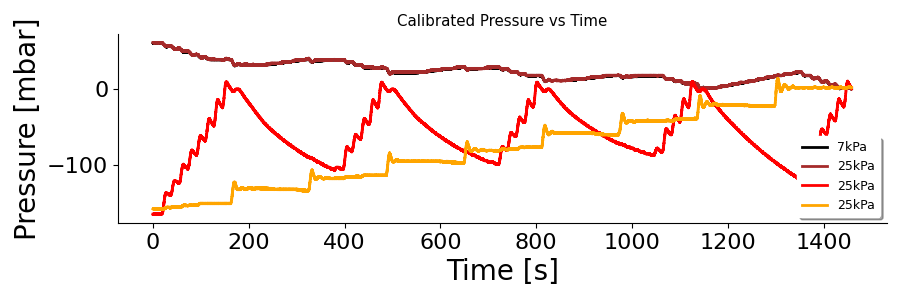 Calibrated Pressure vs Time
Pressure [mbar]
0
−100
7kPa
25kPa
25kPa
25kPa
0 200 400 600 800 1000 1200 1400
Time [s]